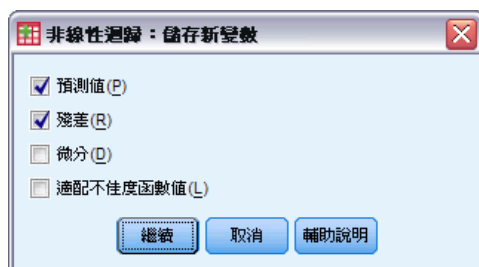 非線性迴歸：儲存新變數
預測值(P)
殘差(R)
微分(D)
適配不佳度函數值(L)
繼續 取消 輔助說明